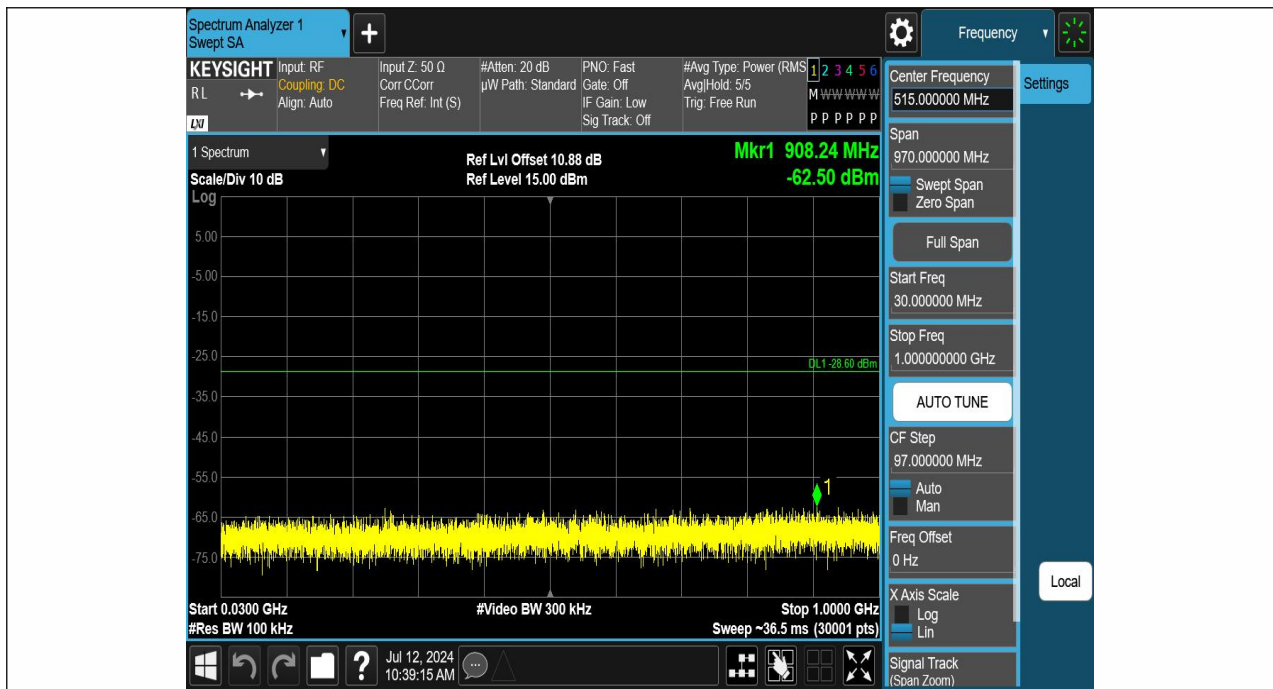 Spectrum Analyzer 1
Swept SA
+
Frequency
KEYSIGHT
RL
LXI
Input: RF
Coupling: DC
Align: Auto
Input Z: 50 Ω
Corr CCorr
Freq Ref: Int (S)
#Atten: 20 dB
µW Path: Standard
PNO: Fast
Gate: Off
IF Gain: Low
Sig Track: Off
#Avg Type: Power (RMS
Avg|Hold: 5/5
Trig: Free Run
1 2 3 4 5 6
M W W W W W
P P P P P P
1 Spectrum
Scale/Div 10 dB
Log
Ref Lvl Offset 10.88 dB
Ref Level 15.00 dBm
Mkr1 908.24 MHz
-62.50 dBm
5.00
-5.00
-15.0
-25.0
DL1 -28.60 dBm
-35.0
-45.0
-55.0
1
-65.0
-75.0
Start 0.0300 GHz
#Res BW 100 kHz
#Video BW 300 kHz
Stop 1.0000 GHz
Sweep ~36.5 ms (30001 pts)
Center Frequency
515.000000 MHz
Span
970.000000 MHz
Swept Span
Zero Span
Full Span
Start Freq
30.000000 MHz
Stop Freq
1.000000000 GHz
AUTO TUNE
CF Step
97.000000 MHz
Auto
Man
Freq Offset
0 Hz
X Axis Scale
Log
Lin
Signal Track
(Span Zoom)
Settings
Local
?
Jul 12, 2024
10:39:15 AM